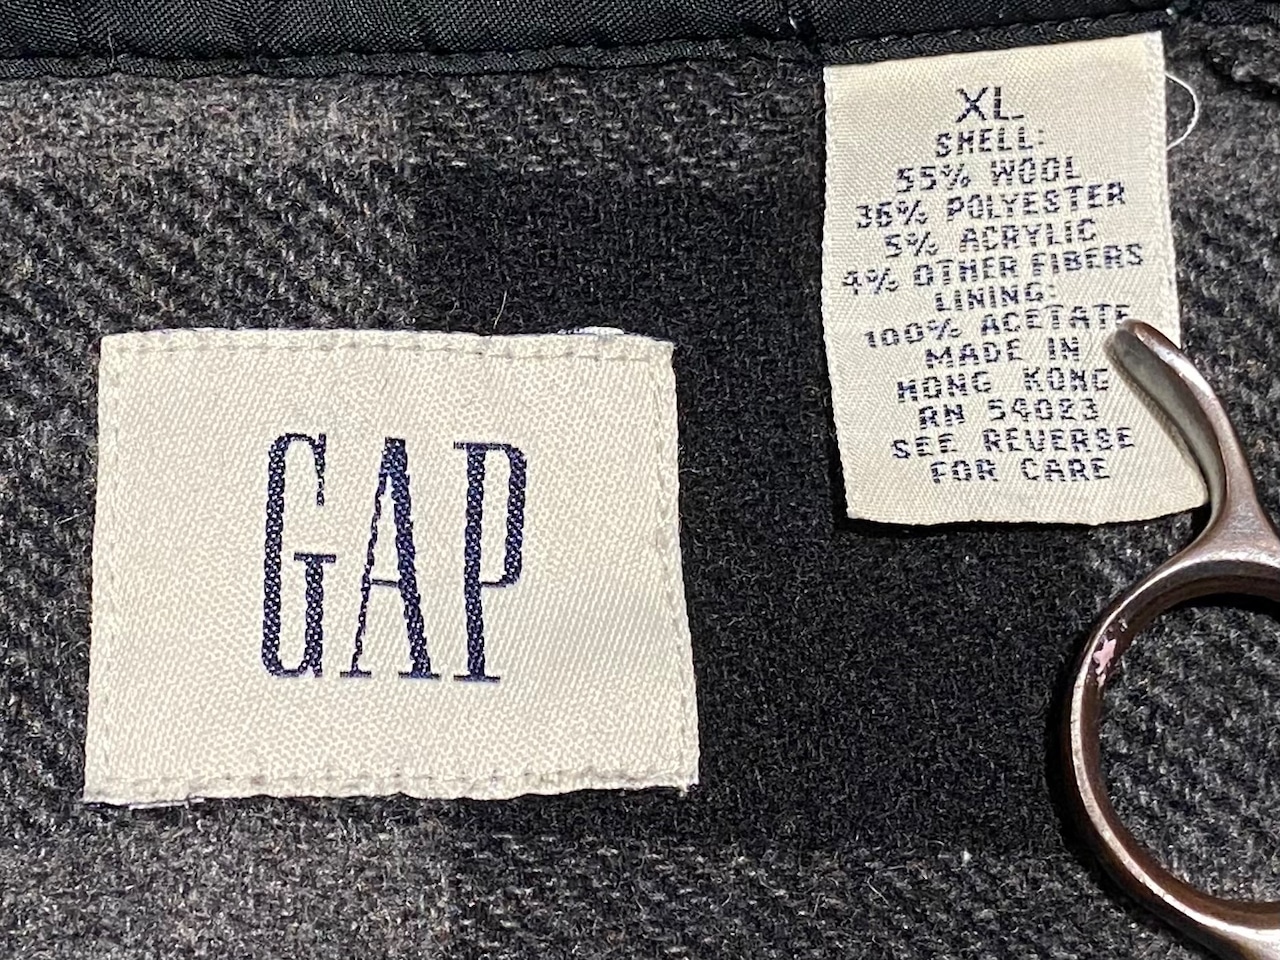 GAP
XL
SHELL:
55% WOOL
36% POLYESTER
5% ACRYLIC
4% OTHER FIBERS
LINING:
100% ACETATE
MADE IN
HONG KONG
RN 54023
SEE REVERSE
FOR CARE